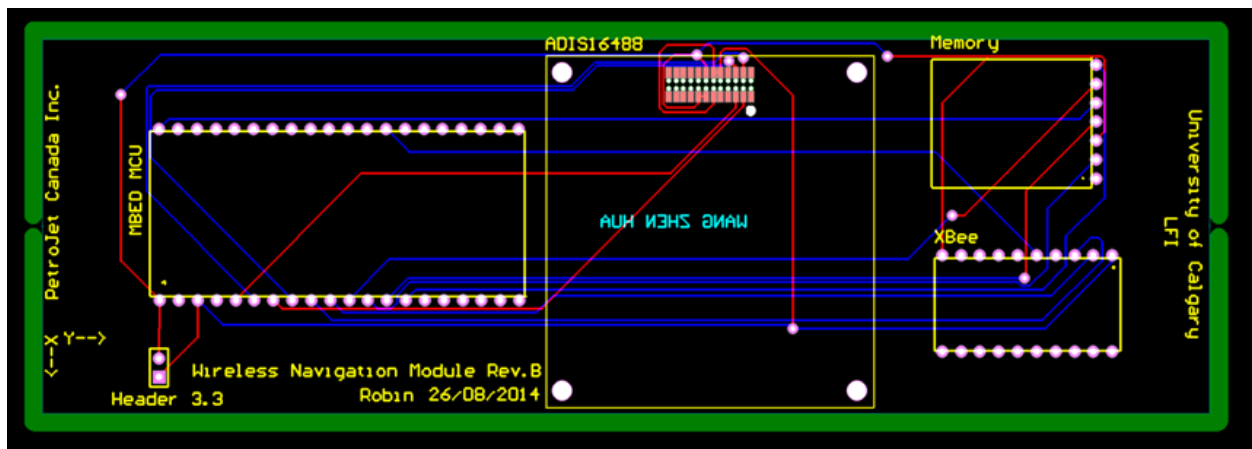 ADIS16488
Memory
PetroJet Canada Inc.
MBED MCU
WANG ZHEN HUA
University of Calgary
LFI
XBee
<--X
Y-->
Wireless Navigation Module Rev.B
Robin 26/08/2014
Header 3.3